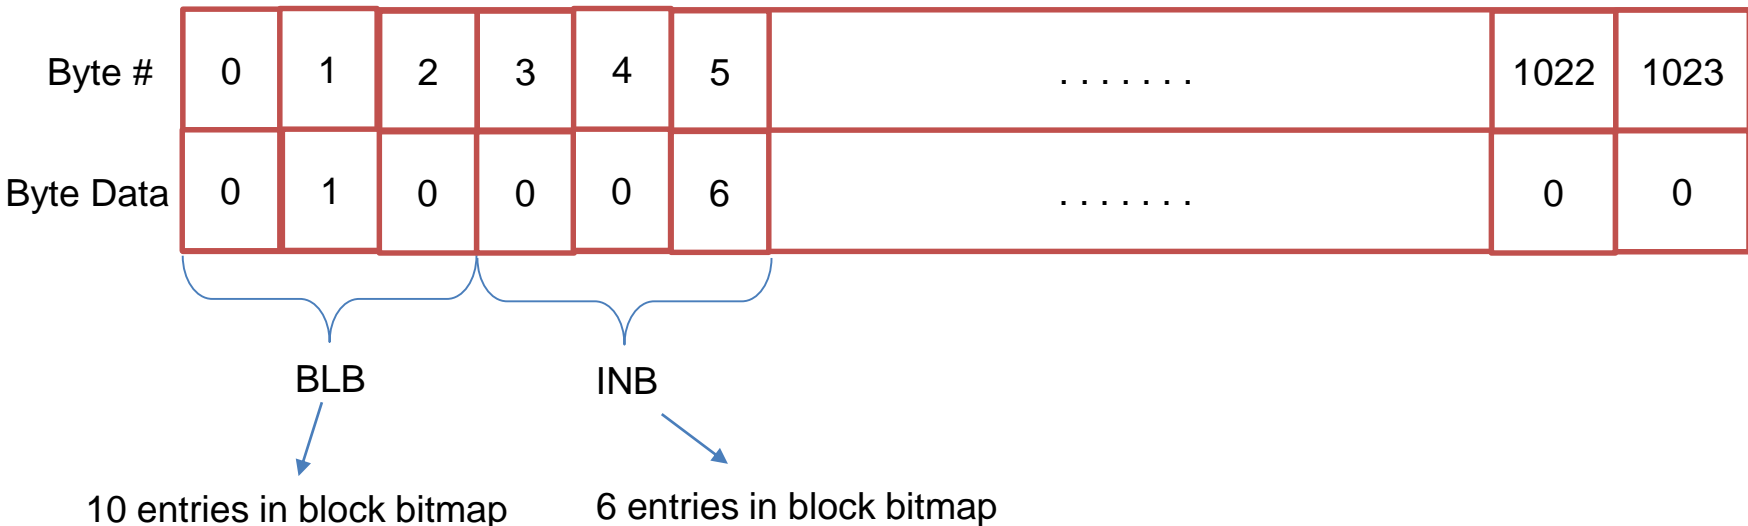 Byte # 0 1 2 3 4 5 . . . . . . . 1022 1023
Byte Data 0 1 0 0 0 6 . . . . . . . 0 0
BLB INB
10 entries in block bitmap 6 entries in block bitmap